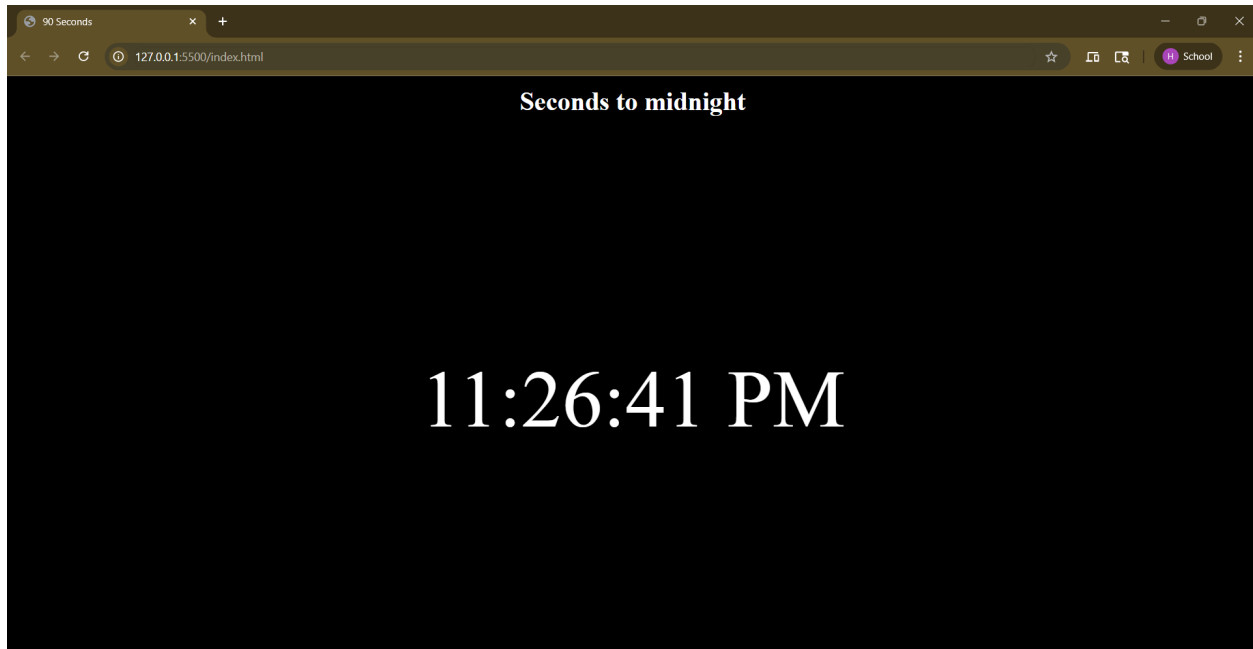 90 Seconds
127.0.0.1:5500/index.html
H School
Seconds to midnight
11:26:41 PM